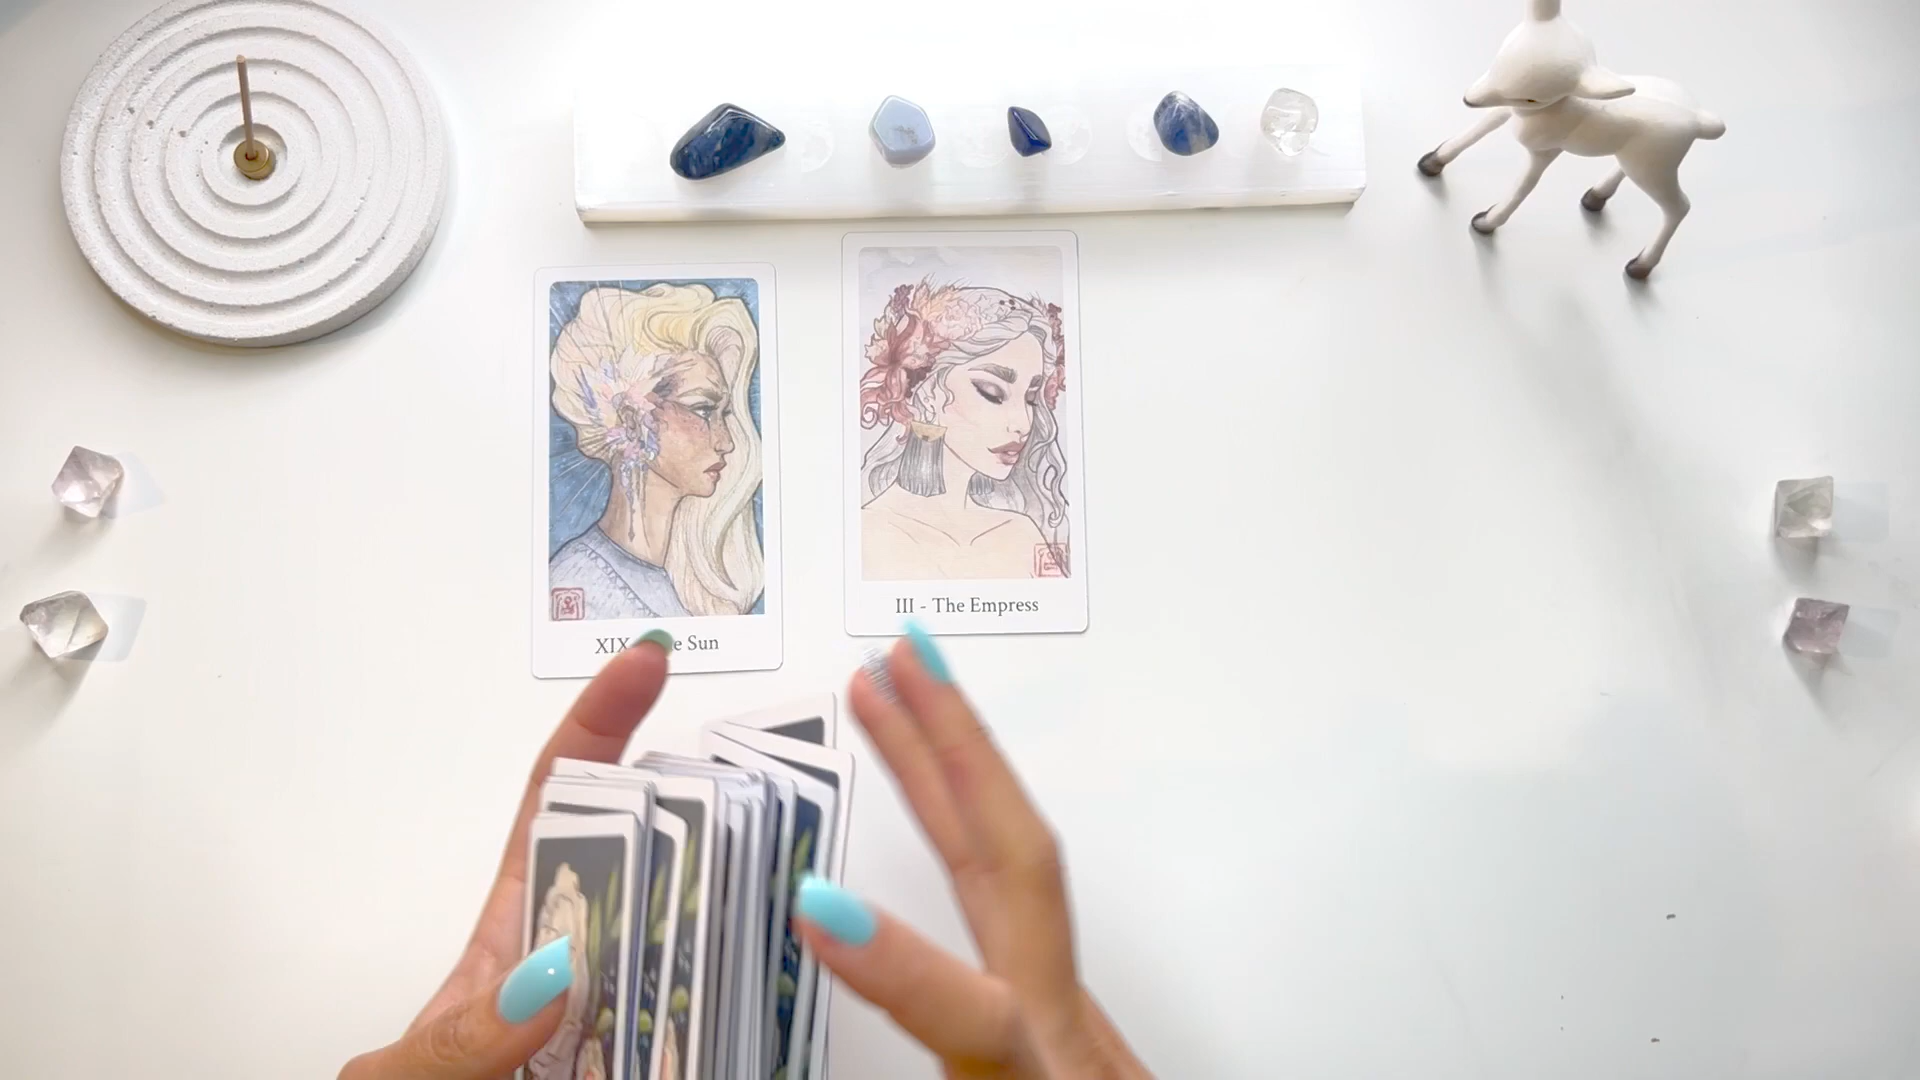 XIX e Sun
III - The Empress